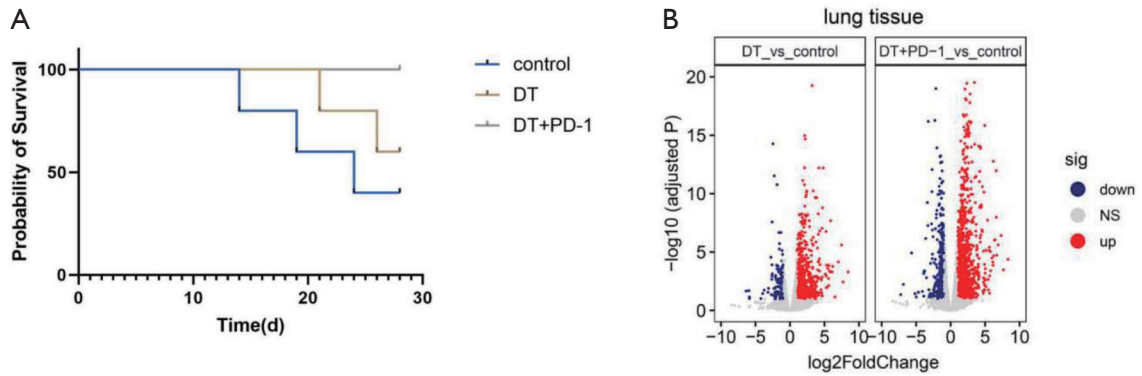 A
Probability of Survival
100
50
0
0 10 20 30
Time(d)
control
DT
DT+PD-1
B
lung tissue
DT_vs_control DT+PD−1_vs_control
−log10 (adjusted P)
20
15
10
5
0
−10 −5 0 5 10 −10 −5 0 5 10
log2FoldChange
sig
down
NS
up